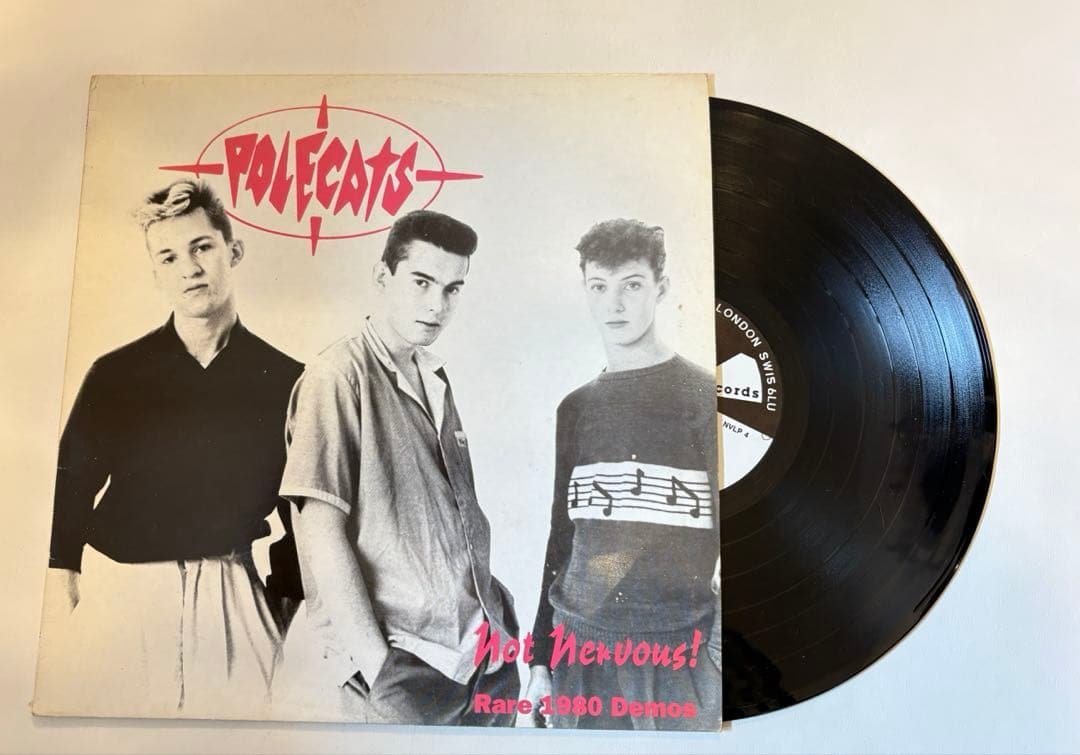 POLECATS
Not Nervous!
Rare 1980 Demos
LONDON SW15 6LU
cords
NVLP 4